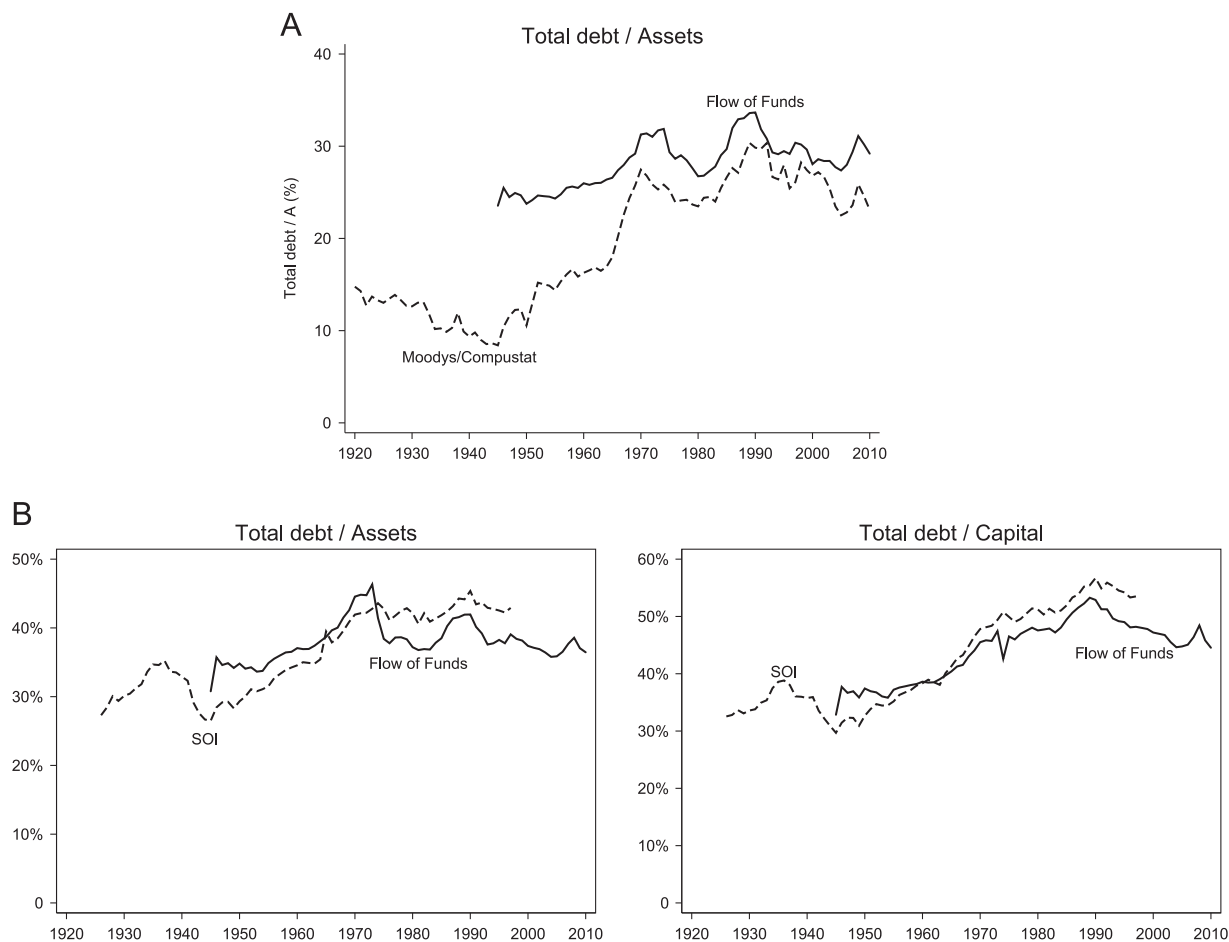 A
Total debt / Assets
40
30
20
10
0
Total debt / A (%)
Flow of Funds
Moodys/Compustat
1920 1930 1940 1950 1960 1970 1980 1990 2000 2010
B
Total debt / Assets
50%
40%
30%
20%
10%
0
Flow of Funds
SOI
1920 1930 1940 1950 1960 1970 1980 1990 2000 2010
Total debt / Capital
60%
50%
40%
30%
20%
10%
0
SOI
Flow of Funds
1920 1930 1940 1950 1960 1970 1980 1990 2000 2010